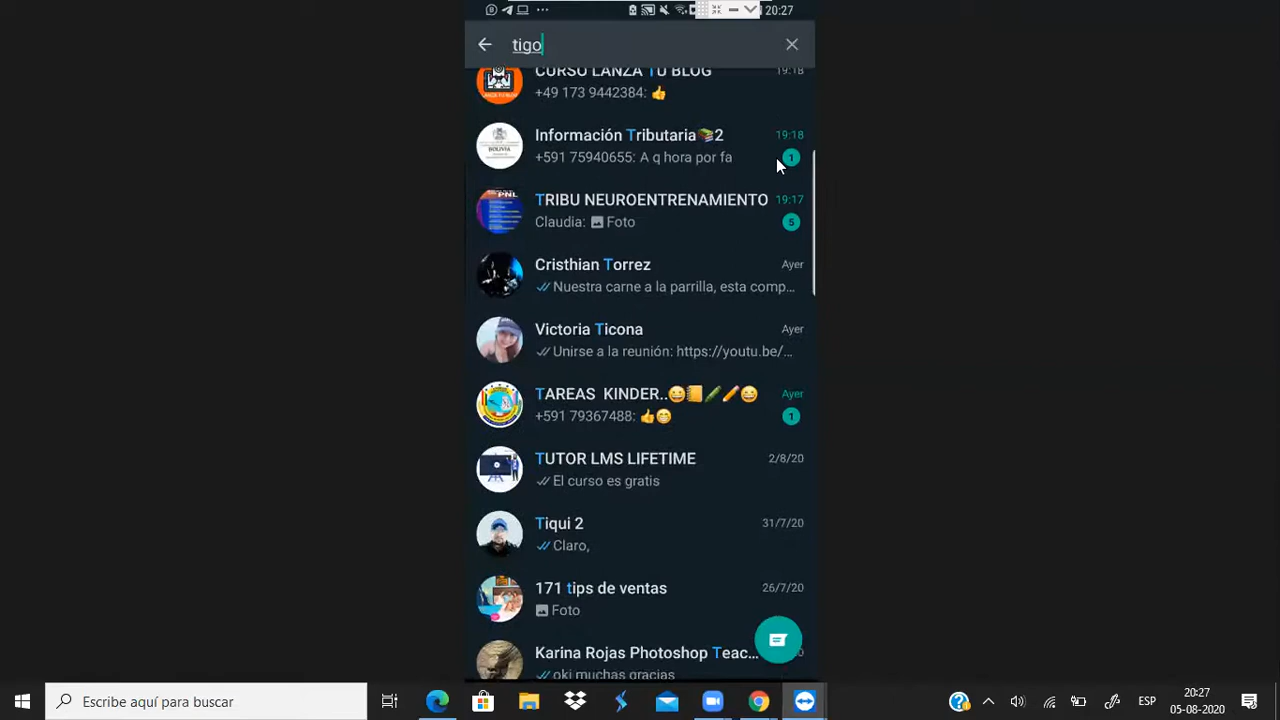 20:27
tigo
CURSO LANZA TU BLOG
19:18
+49 173 9442384: 👍
Información Tributaria📚2
19:18
+591 75940655: A q hora por fa
1
TRIBU NEUROENTRENAMIENTO
19:17
Claudia: Foto
5
PNL
Cristhian Torrez
Ayer
Nuestra carne a la parrilla, esta comp...
Victoria Ticona
Ayer
Unirse a la reunión: https://youtu.be/...
TAREAS KINDER..😀📒🖍✏😀
Ayer
+591 79367488: 👍😁
1
TUTOR LMS LIFETIME
2/8/20
El curso es gratis
Tiqui 2
31/7/20
Claro,
171 tips de ventas
26/7/20
Foto
Karina Rojas Photoshop Teac...
oki muchas gracias
Escribe aquí para buscar
ESP
20:27
05-08-2020